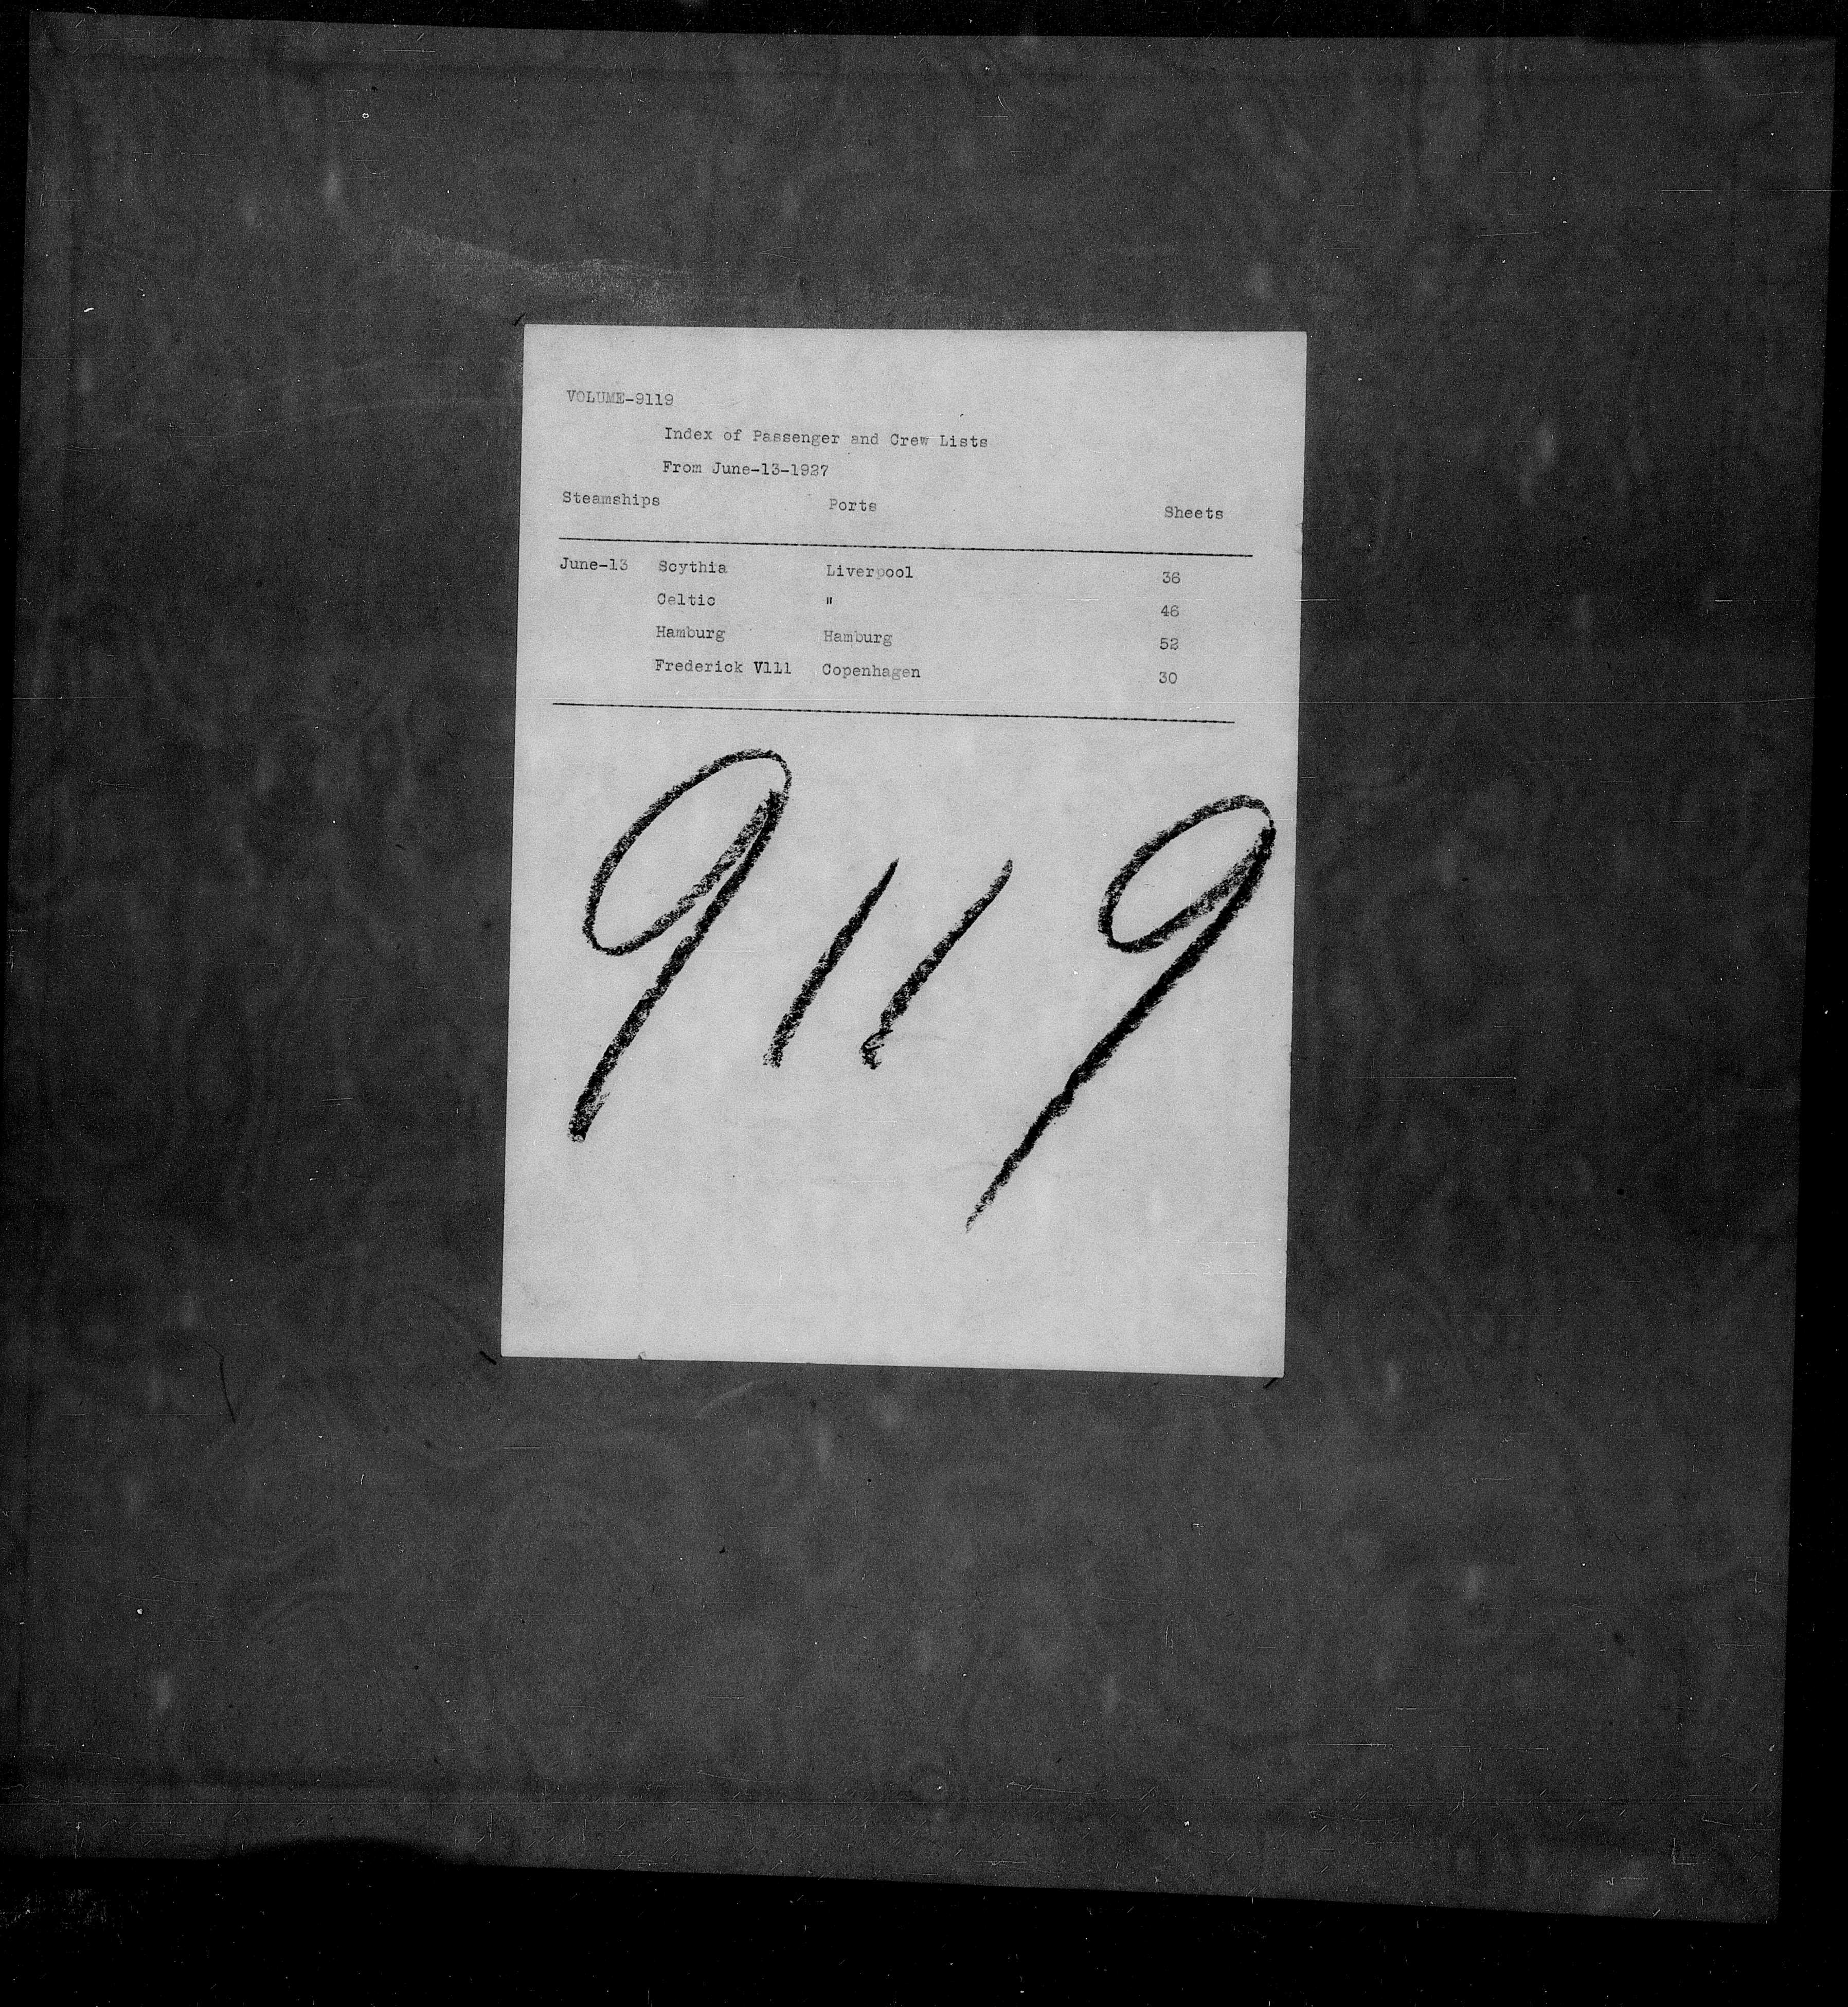 VOLUME-9119
Index of Passenger and Crew Lists
From June-13-1927
Steamships Ports Sheets
June-13 Scythia Liverpool 36
Celtic " 46
Hamburg Hamburg 52
Frederick V111 Copenhagen 30
9119